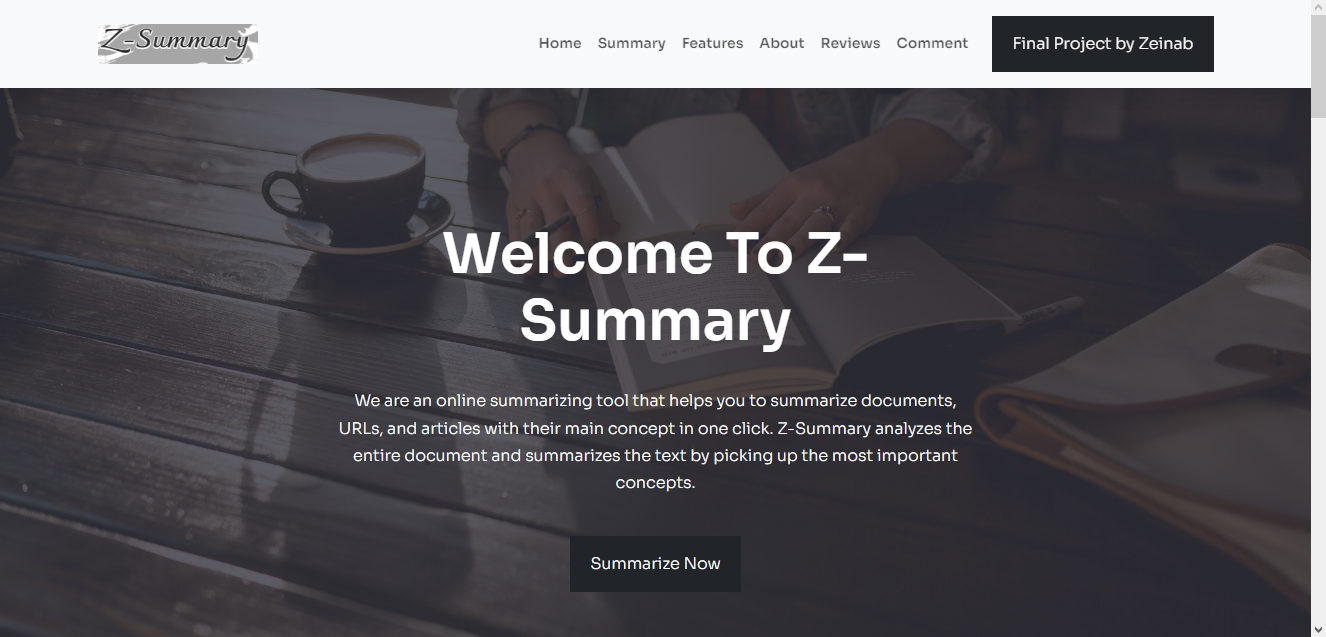 Z-Summary
Home Summary Features About Reviews Comment Final Project by Zeinab
Welcome To Z-
Summary
We are an online summarizing tool that helps you to summarize documents,
URLs, and articles with their main concept in one click. Z-Summary analyzes the
entire document and summarizes the text by picking up the most important
concepts.
Summarize Now